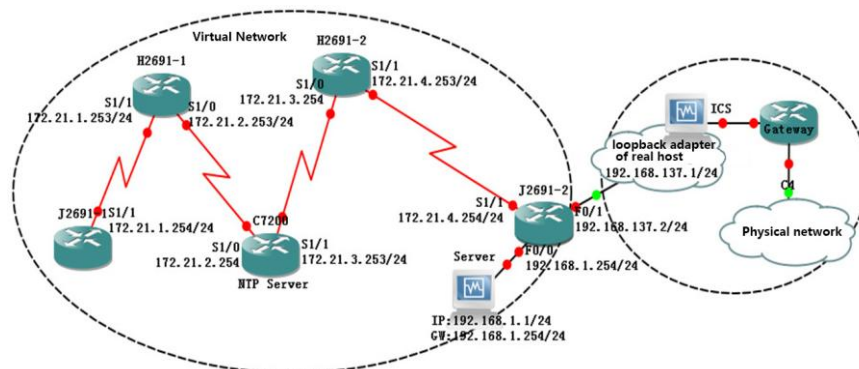 Virtual Network
H2691-1
H2691-2
S1/1
172.21.1.253/24
S1/0
172.21.2.253/24
S1/0
172.21.3.254
S1/1
172.21.4.253/24
ICS
Gateway
loopback adapter
of real host
192.168.137.1/24
J2691-1
S1/1
172.21.1.254/24
C7200
S1/0
172.21.2.254
S1/1
172.21.3.253/24
NTP Server
S1/1
172.21.4.254/24
J2691-2
F0/1
192.168.137.2/24
F0/0
192.168.1.254/24
Server
IP:192.168.1.1/24
GW:192.168.1.254/24
Physical network